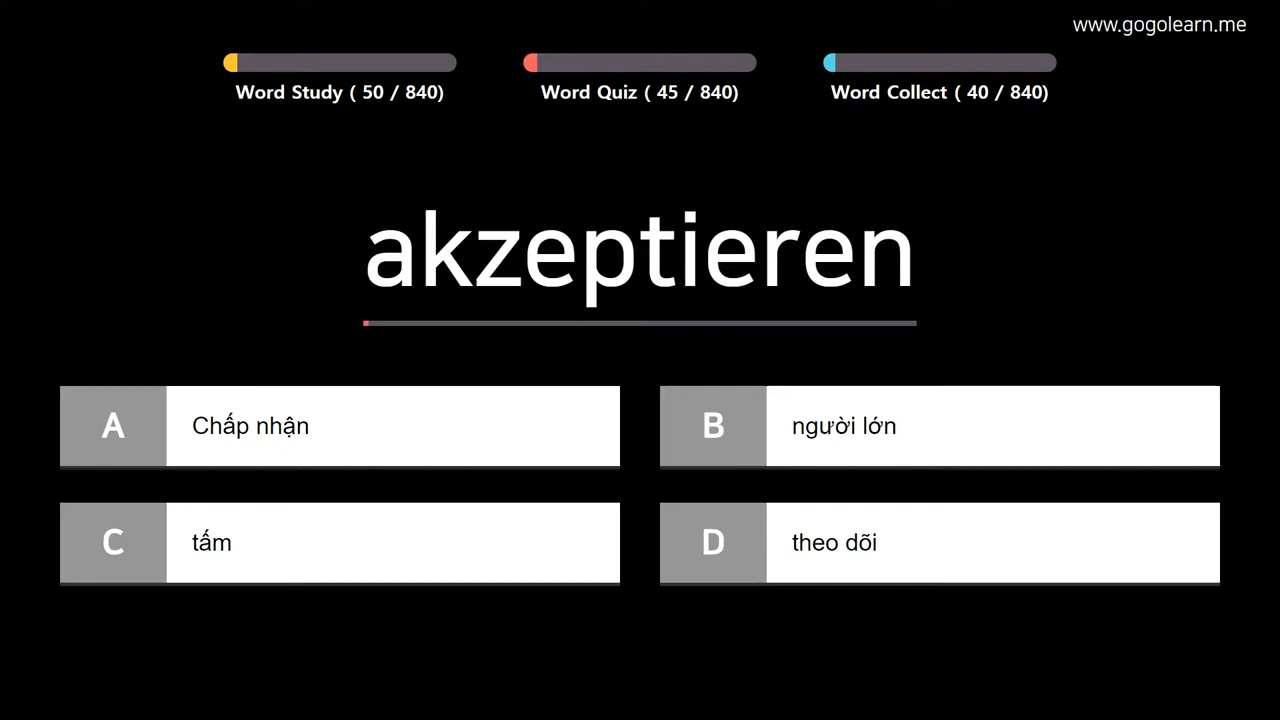 www.gogolearn.me
Word Study ( 50 / 840)
Word Quiz ( 45 / 840)
Word Collect ( 40 / 840)
akzeptieren
A
Chấp nhận
B
người lớn
C
tấm
D
theo dõi